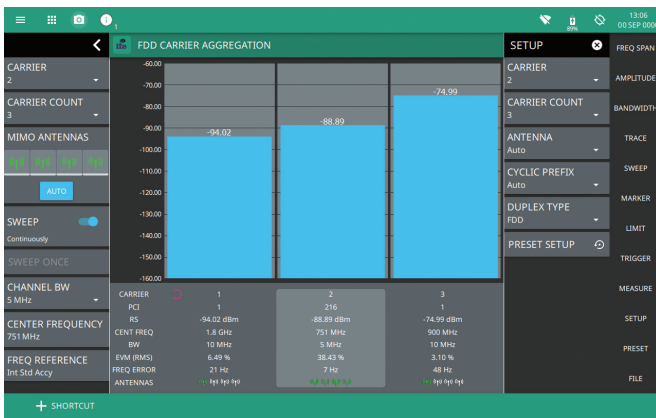 1
89%
13:06
00 SEP 000
CARRIER
2
CARRIER COUNT
3
MIMO ANTENNAS
AUTO
SWEEP
Continuously
SWEEP ONCE
CHANNEL BW
5 MHz
CENTER FREQUENCY
751 MHz
FREQ REFERENCE
Int Std Accy
lte FDD CARRIER AGGREGATION
-60.00
-70.00
-80.00
-90.00
-100.00
-110.00
-120.00
-130.00
-140.00
-150.00
-160.00
-94.02
-88.89
-74.99
CARRIER 1 2 3
PCI 1 216 1
RS -94.02 dBm -88.89 dBm -74.99 dBm
CENT FREQ 1.8 GHz 751 MHz 900 MHz
BW 10 MHz 5 MHz 10 MHz
EVM (RMS) 6.49 % 38.43 % 3.10 %
FREQ ERROR 21 Hz 7 Hz 48 Hz
ANTENNAS
SETUP
CARRIER
2
CARRIER COUNT
3
ANTENNA
Auto
CYCLIC PREFIX
Auto
DUPLEX TYPE
FDD
PRESET SETUP
FREQ SPAN
AMPLITUDE
BANDWIDTH
TRACE
SWEEP
MARKER
LIMIT
TRIGGER
MEASURE
SETUP
PRESET
FILE
+ SHORTCUT